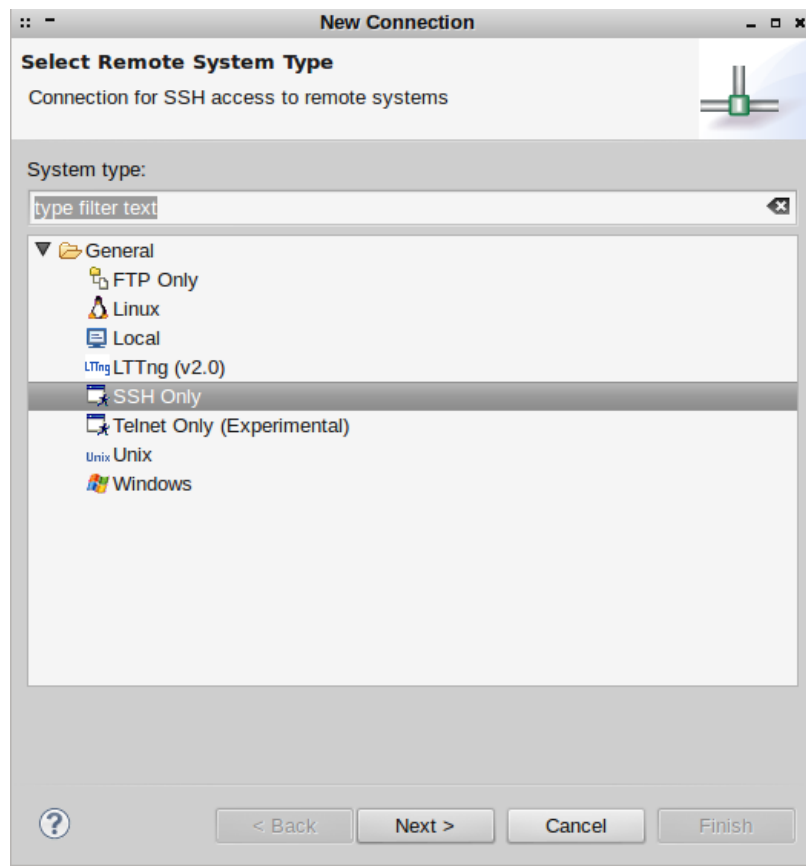 New Connection
Select Remote System Type
Connection for SSH access to remote systems
System type:
type filter text
General
FTP Only
Linux
Local
LTTng LTTng (v2.0)
SSH Only
Telnet Only (Experimental)
Unix Unix
Windows
? < Back Next > Cancel Finish